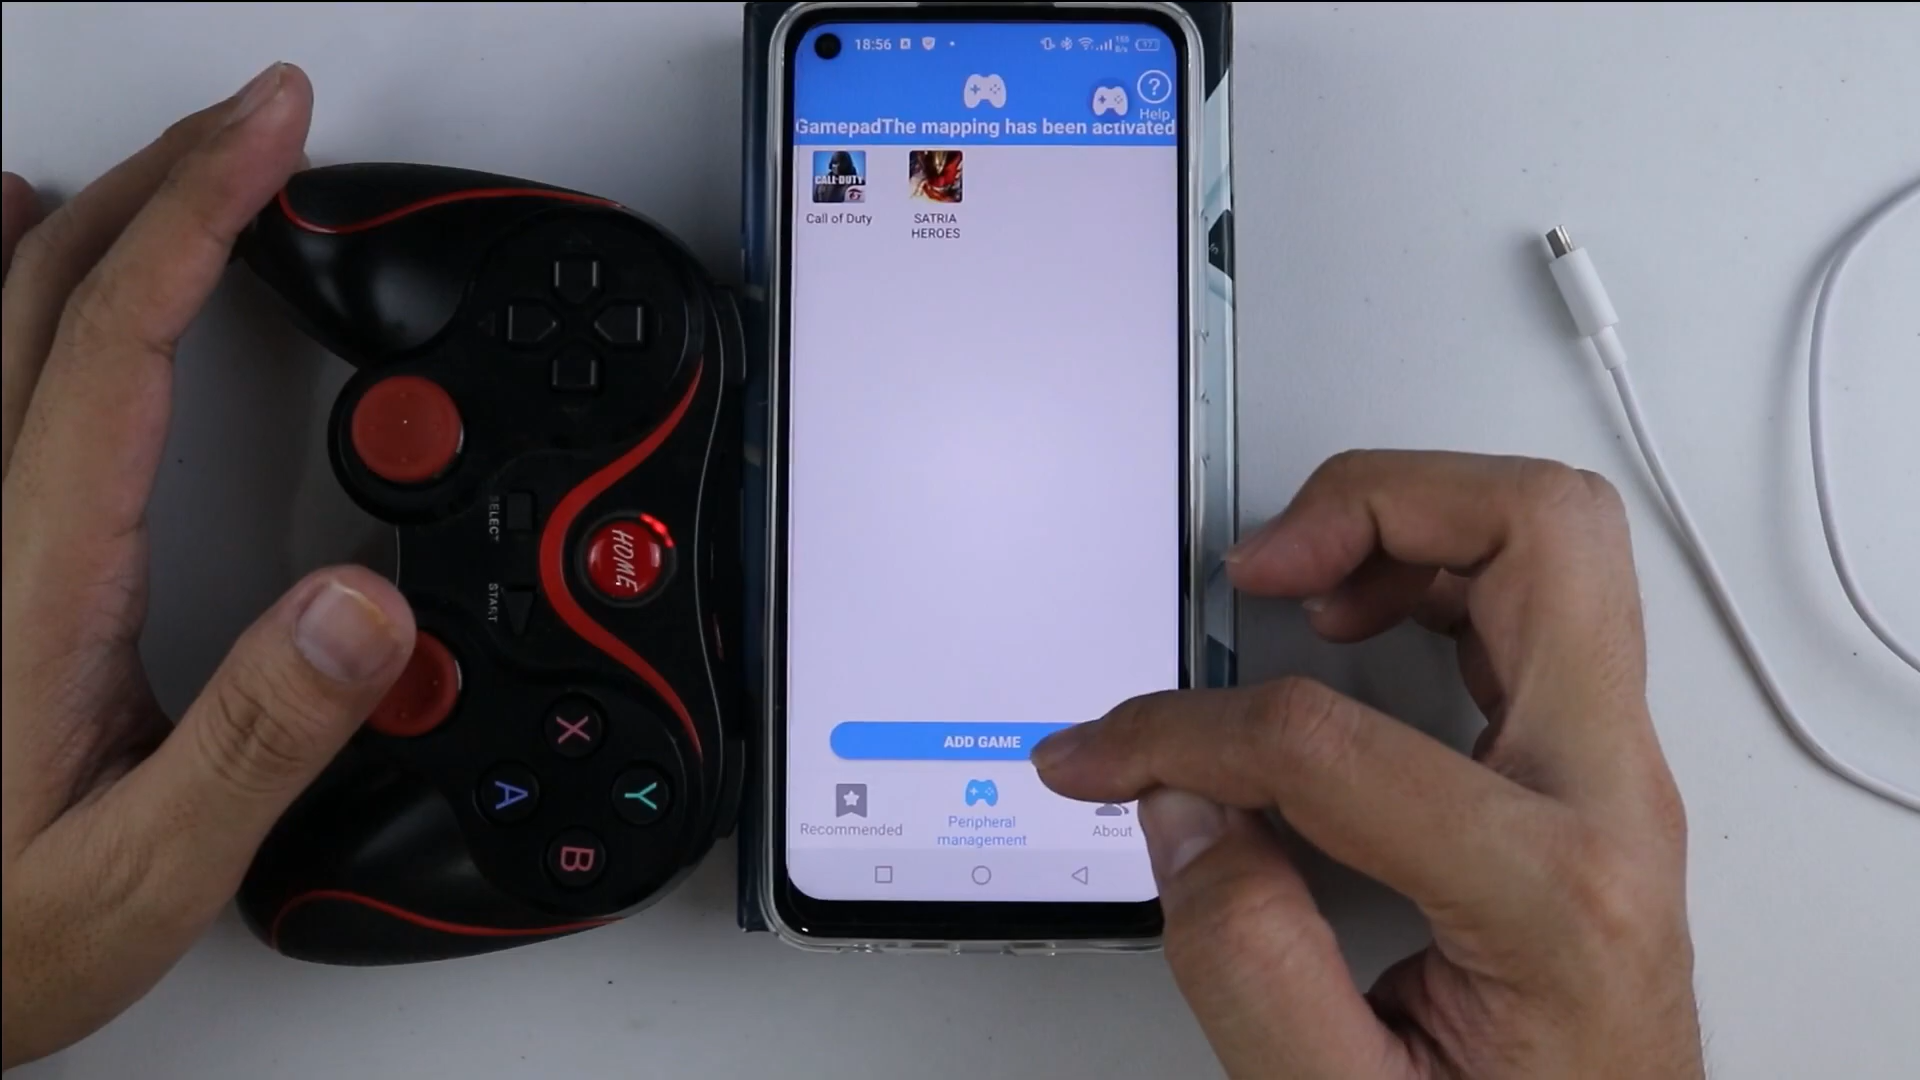 18:56
Help
GamepadThe mapping has been activated
CALL DUTY
Call of Duty
SATRIA
HEROES
SELECT
HOME
START
X
A
Y
B
ADD GAME
Recommended
Peripheral
management
About